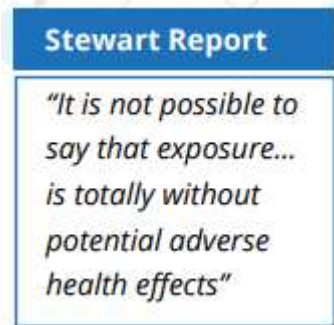 Stewart Report
“It is not possible to
say that exposure...
is totally without
potential adverse
health effects”